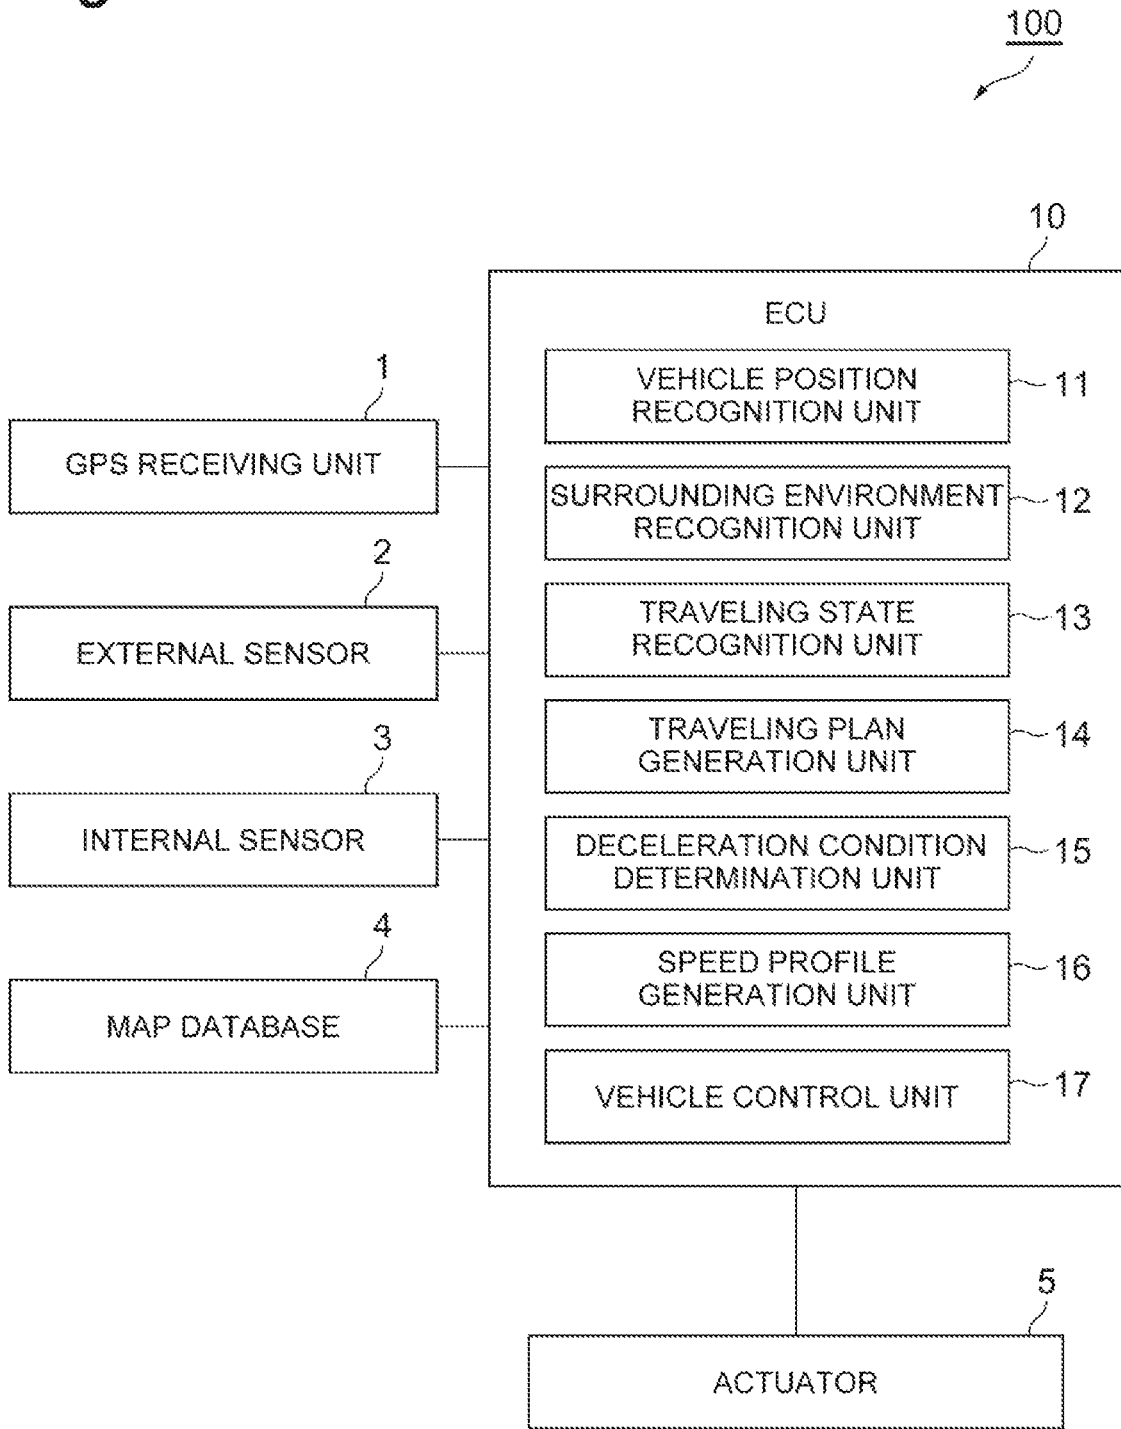 100
10
ECU
1
GPS RECEIVING UNIT
2
EXTERNAL SENSOR
3
INTERNAL SENSOR
4
MAP DATABASE
VEHICLE POSITION
RECOGNITION UNIT
11
SURROUNDING ENVIRONMENT
RECOGNITION UNIT
12
TRAVELING STATE
RECOGNITION UNIT
13
TRAVELING PLAN
GENERATION UNIT
14
DECELERATION CONDITION
DETERMINATION UNIT
15
SPEED PROFILE
GENERATION UNIT
16
VEHICLE CONTROL UNIT
17
5
ACTUATOR